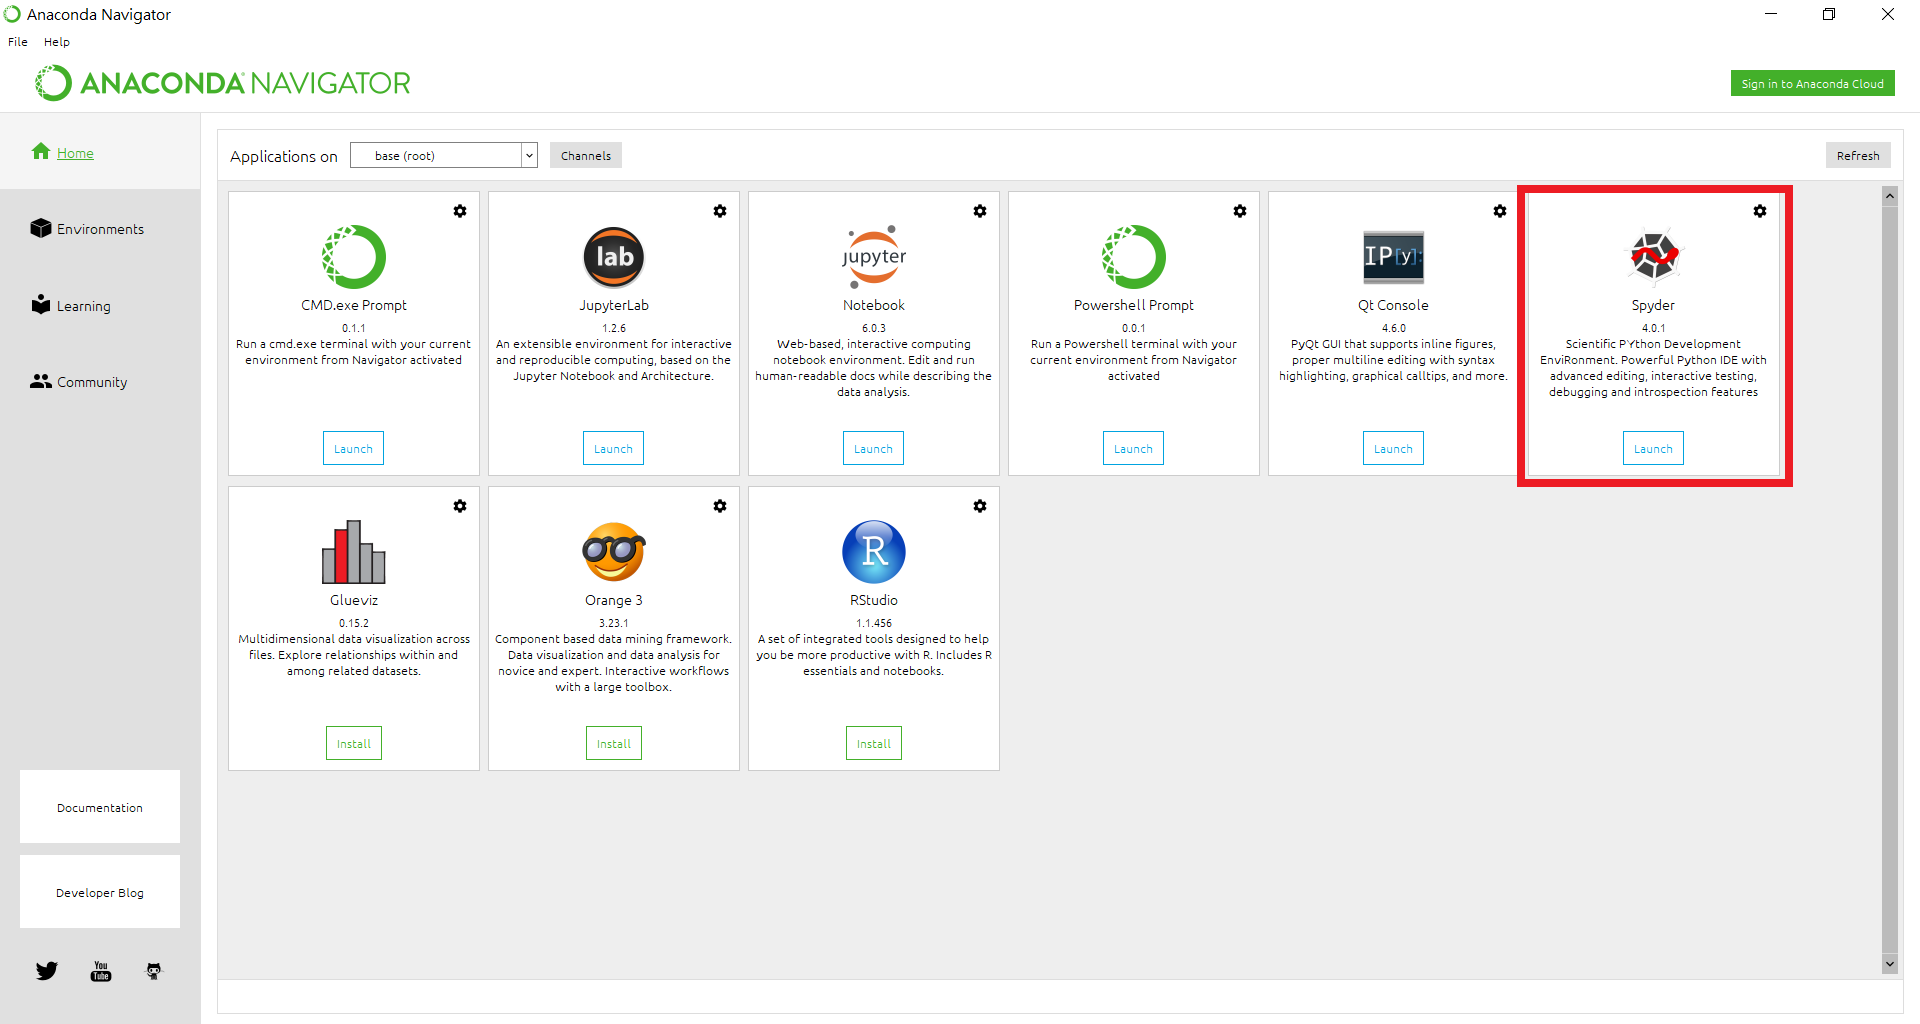 Anaconda Navigator
File Help
ANACONDA NAVIGATOR
Sign in to Anaconda Cloud
Home
Environments
Learning
Community
Documentation
Developer Blog
You
Tube
Applications on base (root) Channels Refresh
CMD.exe Prompt
0.1.1
Run a cmd.exe terminal with your current
environment from Navigator activated
Launch
lab
JupyterLab
1.2.6
An extensible environment for interactive
and reproducible computing, based on the
Jupyter Notebook and Architecture.
Launch
jupyter
Notebook
6.0.3
Web-based, interactive computing
notebook environment. Edit and run
human-readable docs while describing the
data analysis.
Launch
Powershell Prompt
0.0.1
Run a Powershell terminal with your
current environment from Navigator
activated
Launch
IP[y]:
Qt Console
4.6.0
PyQt GUI that supports inline figures,
proper multiline editing with syntax
highlighting, graphical calltips, and more.
Launch
Spyder
4.0.1
Scientific PYthon Development
EnviRonment. Powerful Python IDE with
advanced editing, interactive testing,
debugging and introspection features
Launch
Glueviz
0.15.2
Multidimensional data visualization across
files. Explore relationships within and
among related datasets.
Install
Orange 3
3.23.1
Component based data mining framework.
Data visualization and data analysis for
novice and expert. Interactive workflows
with a large toolbox.
Install
R
RStudio
1.1.456
A set of integrated tools designed to help
you be more productive with R. Includes R
essentials and notebooks.
Install